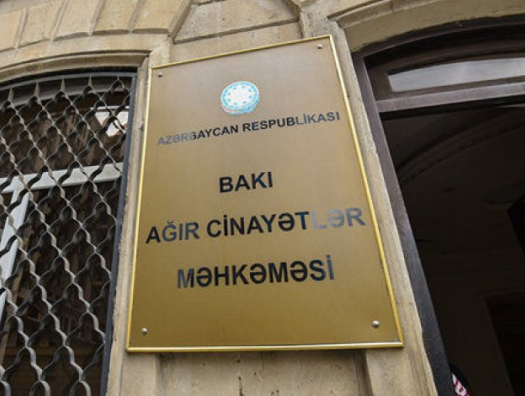 AZƏRBAYCAN RESPUBLİKASI
BAKI
AĞIR CİNAYƏTLƏR
MƏHKƏMƏSİ